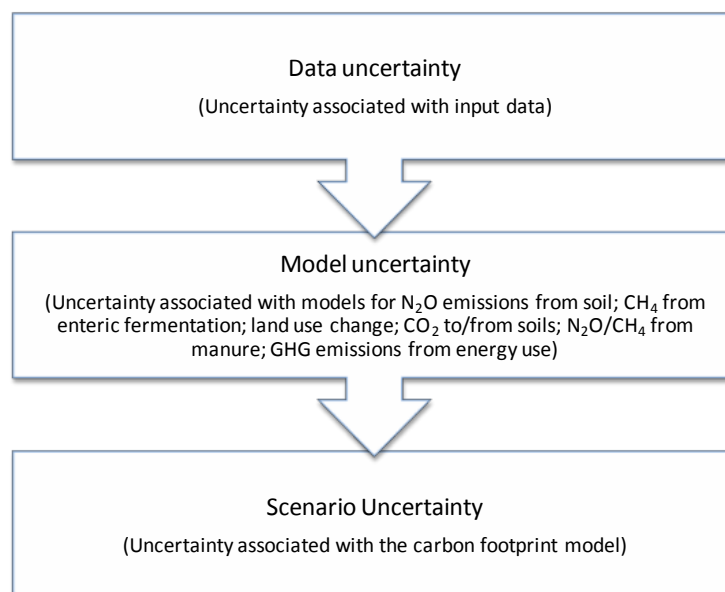 Data uncertainty
(Uncertainty associated with input data)
Model uncertainty
(Uncertainty associated with models for N₂O emissions from soil; CH₄ from
enteric fermentation; land use change; CO₂ to/from soils; N₂O/CH₄ from
manure; GHG emissions from energy use)
Scenario Uncertainty
(Uncertainty associated with the carbon footprint model)